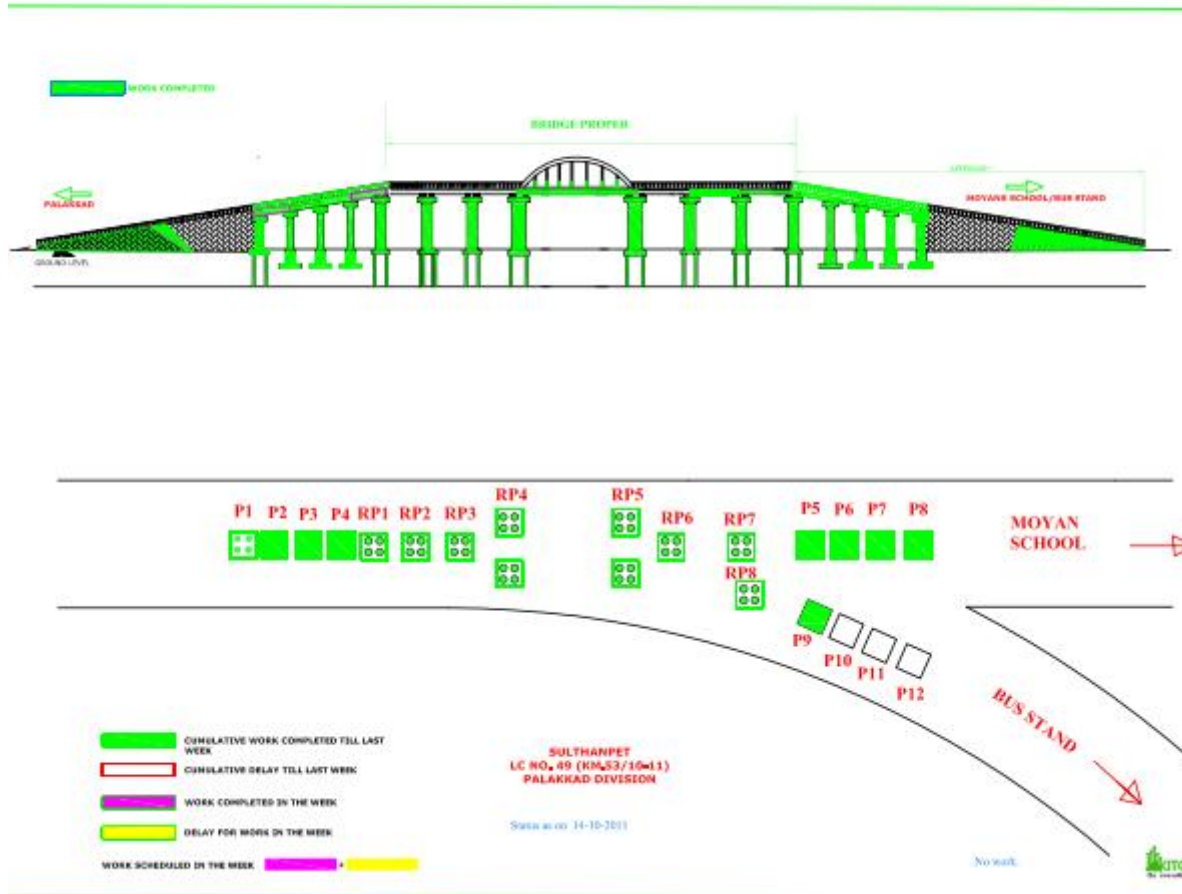 WORK COMPLETED
BRIDGE PROPER
PALAKKAD
MOYANS SCHOOL/BUS STAND
GROUND LEVEL
P1 P2 P3 P4 RP1 RP2 RP3 RP4 RP5 RP6 RP7 P5 P6 P7 P8
MOYAN
SCHOOL
RP8
P9
P10
P11
P12
BUS STAND
CUMULATIVE WORK COMPLETED TILL LAST
WEEK
CUMULATIVE DELAY TILL LAST WEEK
WORK COMPLETED IN THE WEEK
DELAY FOR WORK IN THE WEEK
WORK SCHEDULED IN THE WEEK +
SULTHANPET
LC NO. 49 (KM.53/10-11)
PALAKKAD DIVISION
Status as on 14-10-2011
No work